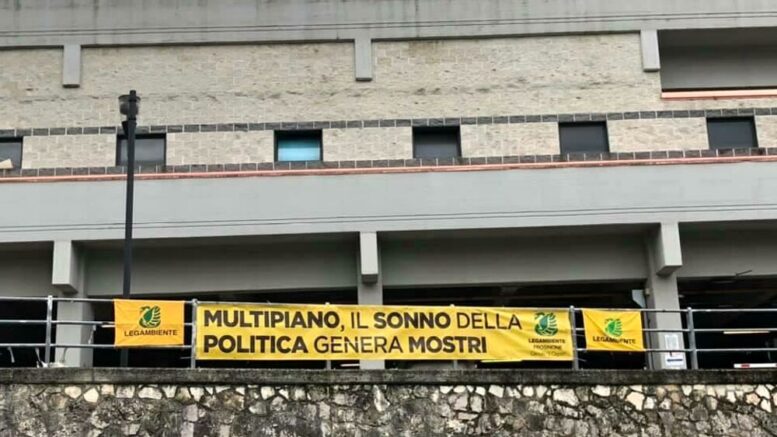 LEGAMBIENTE
MULTIPIANO, IL SONNO DELLA
POLITICA GENERA MOSTRI
LEGAMBIENTE
FROSINONE
LEGAMBIENTE